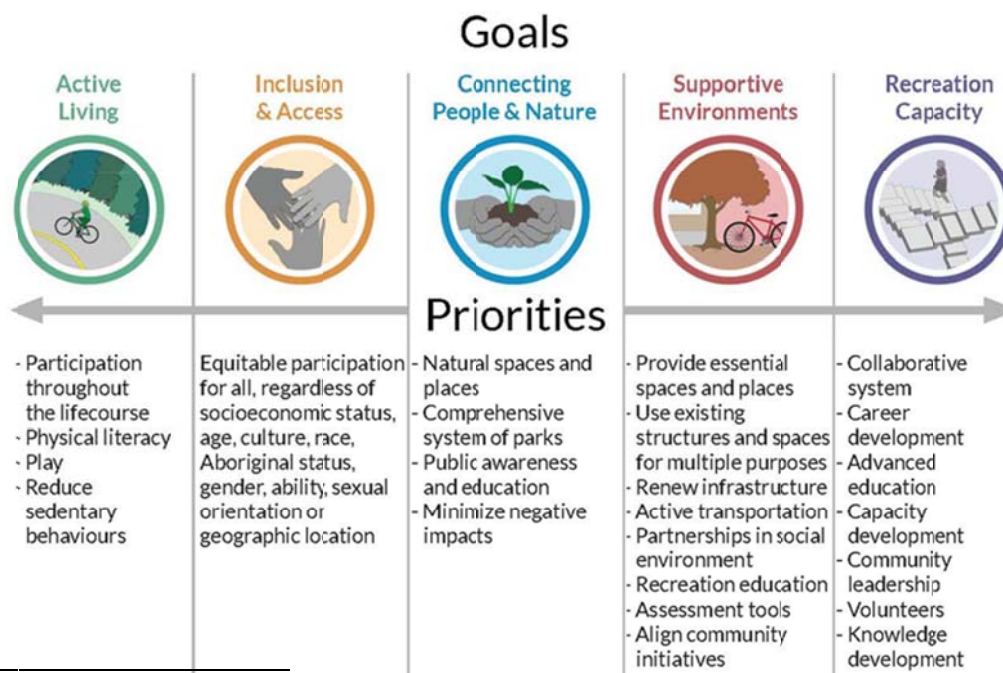 Goals
Active
Living
Inclusion
& Access
Connecting
People & Nature
Supportive
Environments
Recreation
Capacity
Priorities
- Participation
throughout
the lifecourse
- Physical literacy
- Play
- Reduce
sedentary
behaviours
Equitable participation
for all, regardless of
socioeconomic status,
age, culture, race,
Aboriginal status,
gender, ability, sexual
orientation or
geographic location
- Natural spaces and
places
- Comprehensive
system of parks
- Public awareness
and education
- Minimize negative
impacts
- Provide essential
spaces and places
- Use existing
structures and spaces
for multiple purposes
- Renew infrastructure
- Active transportation
- Partnerships in social
environment
- Recreation education
- Assessment tools
- Align community
initiatives
- Collaborative
system
- Career
development
- Advanced
education
- Capacity
development
- Community
leadership
- Volunteers
- Knowledge
development